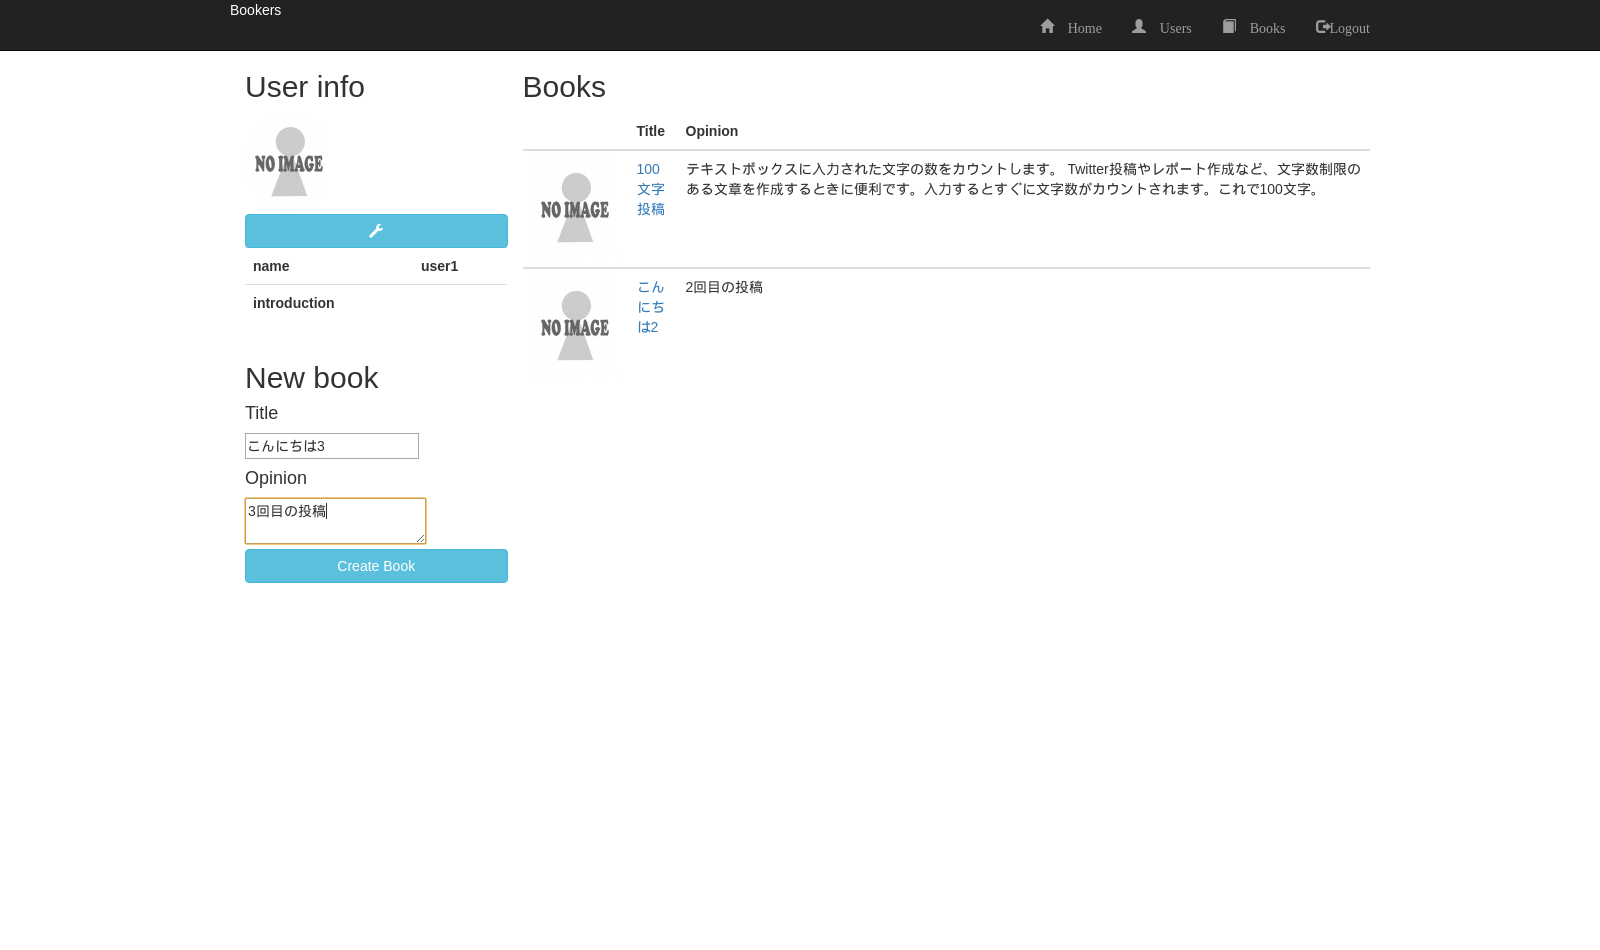 Bookers
Home Users Books Logout
User info
NO IMAGE
name user1
introduction
New book
Title
こんにちは3
Opinion
3回目の投稿
Create Book
Books
Title Opinion
NO IMAGE
100
文字
投稿
テキストボックスに入力された文字の数をカウントします。 Twitter投稿やレポート作成など、文字数制限の
ある文章を作成するときに便利です。入力するとすぐに文字数がカウントされます。これで100文字。
NO IMAGE
こん
にち
は2
2回目の投稿